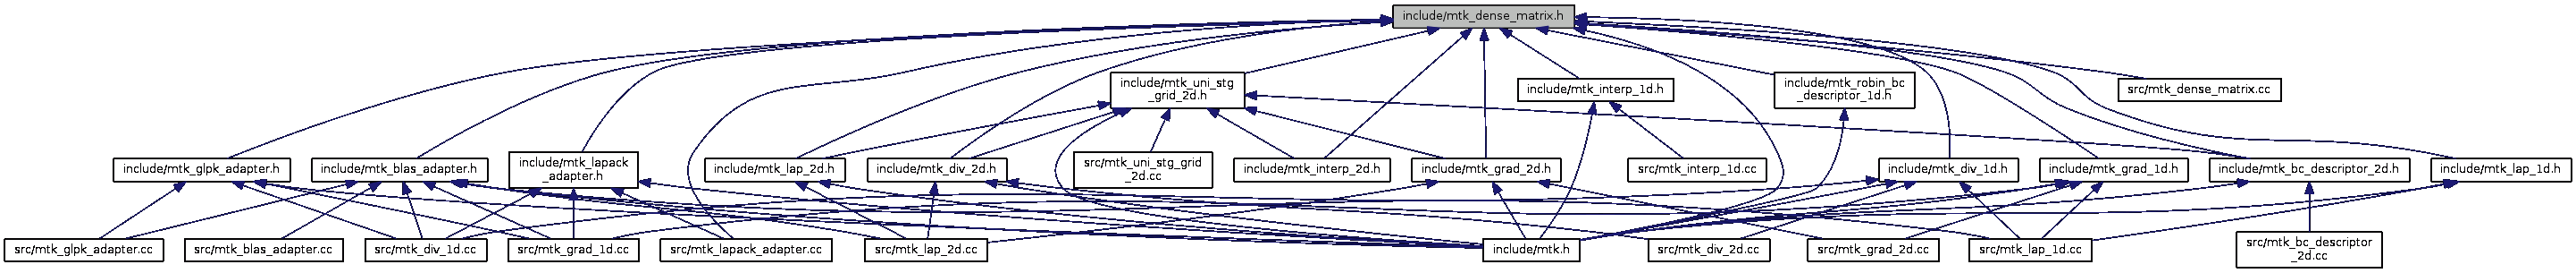 include/mtk_dense_matrix.h
include/mtk_uni_stg
_grid_2d.h
include/mtk_interp_1d.h
include/mtk_robin_bc
_descriptor_1d.h
src/mtk_dense_matrix.cc
include/mtk_glpk_adapter.h
include/mtk_blas_adapter.h
include/mtk_lapack
_adapter.h
include/mtk_lap_2d.h
include/mtk_div_2d.h
src/mtk_uni_stg_grid
_2d.cc
include/mtk_interp_2d.h
include/mtk_grad_2d.h
src/mtk_interp_1d.cc
include/mtk_div_1d.h
include/mtk_grad_1d.h
include/mtk_bc_descriptor_2d.h
include/mtk_lap_1d.h
src/mtk_glpk_adapter.cc
src/mtk_blas_adapter.cc
src/mtk_div_1d.cc
src/mtk_grad_1d.cc
src/mtk_lapack_adapter.cc
src/mtk_lap_2d.cc
include/mtk.h
src/mtk_div_2d.cc
src/mtk_grad_2d.cc
src/mtk_lap_1d.cc
src/mtk_bc_descriptor
_2d.cc